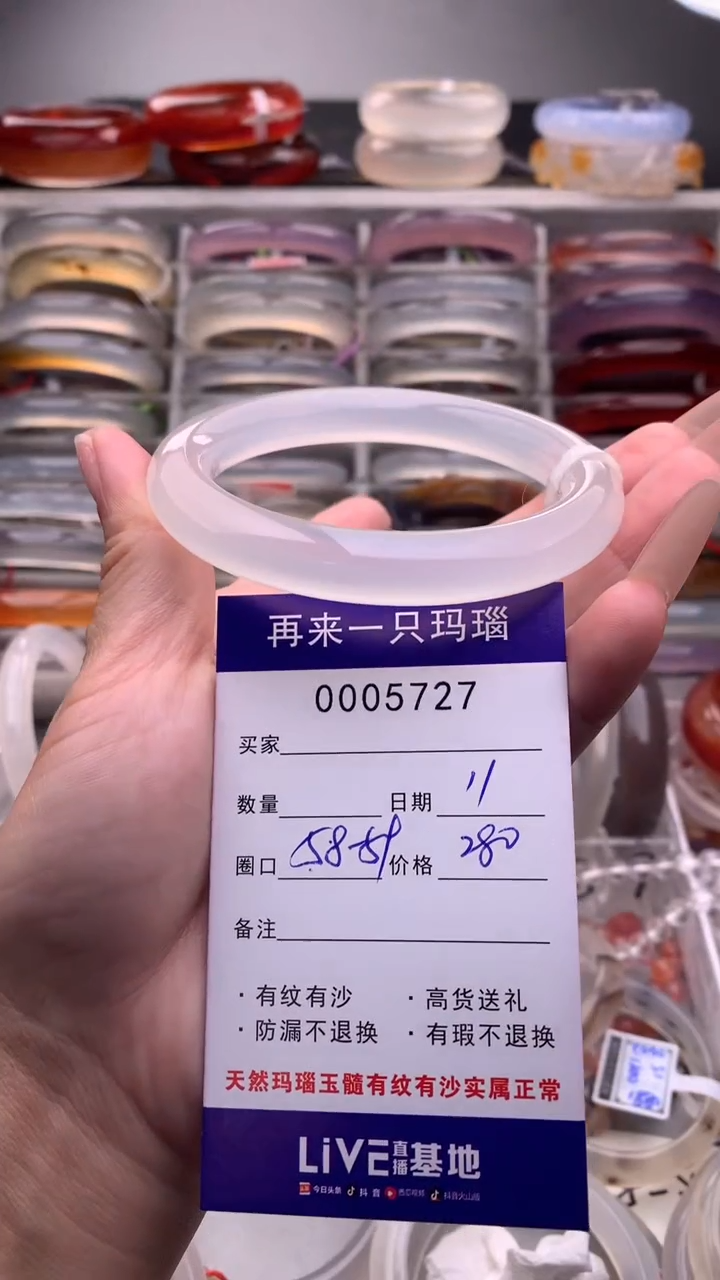 再来一只玛瑙
0005727
买家
数量 日期 11
圈口 58-59 价格 280
备注
·有纹有沙 ·高货送礼
·防漏不退换 ·有瑕不退换
天然玛瑙玉髓有纹有沙实属正常
LiVE直播基地
今日头条 抖音 西瓜视频 抖音火山版